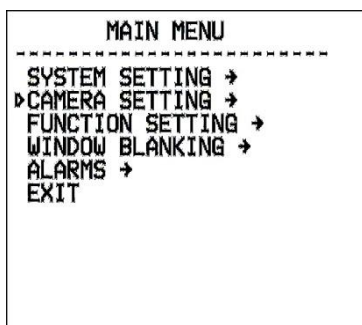 MAIN MENU
SYSTEM SETTING →
CAMERA SETTING →
FUNCTION SETTING →
WINDOW BLANKING →
ALARMS →
EXIT